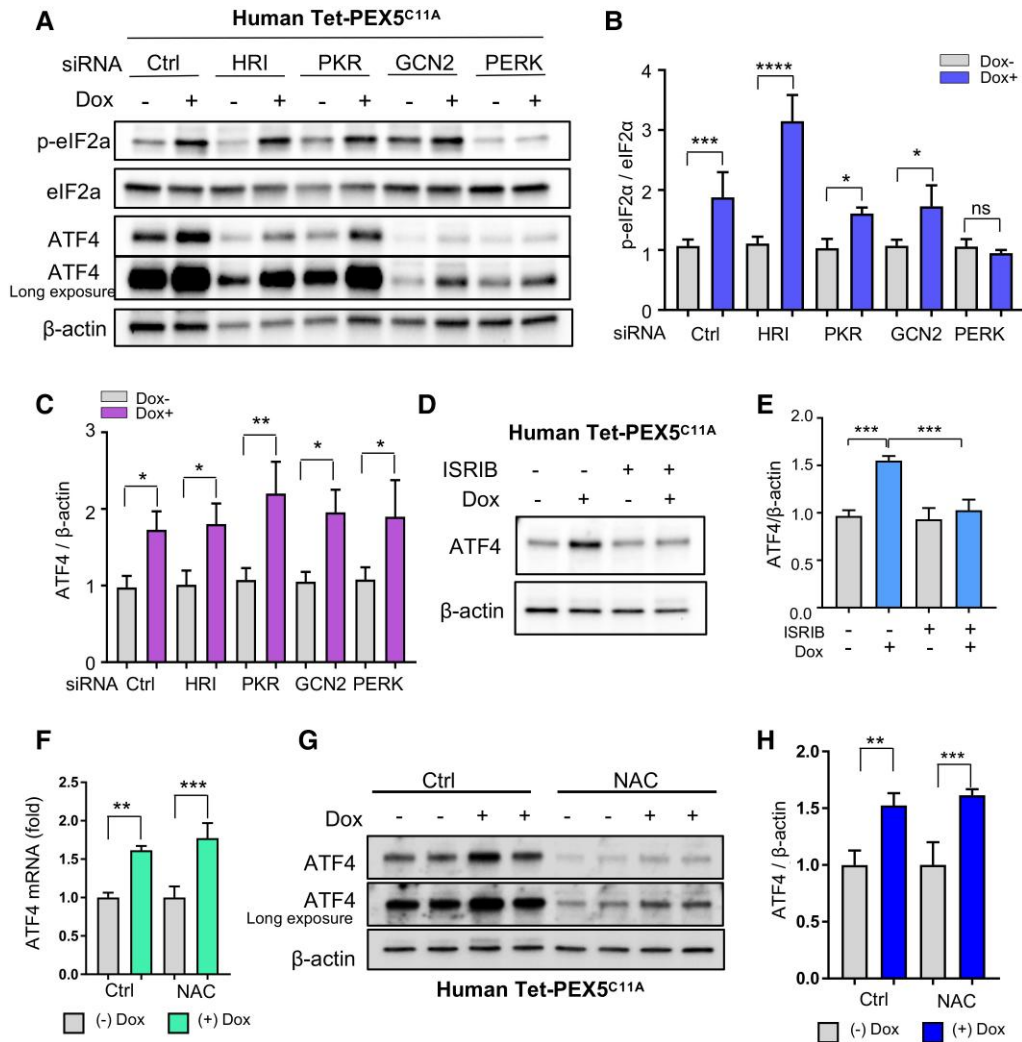 A
Human Tet-PEX5C11A
siRNA Ctrl HRI PKR GCN2 PERK
Dox - + - + - + - + - +
p-eIF2a
eIF2a
ATF4
ATF4
Long exposure
β-actin
B
Dox-
Dox+
p-eIF2α / eIF2α
4
3
2
1
0
*** **** * * ns
siRNA Ctrl HRI PKR GCN2 PERK
C
Dox-
Dox+
ATF4 / β-actin
3
2
1
0
* * ** * *
siRNA Ctrl HRI PKR GCN2 PERK
D
Human Tet-PEX5C11A
ISRIB - - + +
Dox - + - +
ATF4
β-actin
E
ATF4/β-actin
2.0
1.5
1.0
0.0
*** ***
ISRIB - - + +
Dox - + - +
F
ATF4 mRNA (fold)
2.5
2.0
1.5
1.0
0.5
0.0
** ***
Ctrl NAC
(-) Dox (+) Dox
G
Ctrl NAC
Dox - - + + - - + +
ATF4
ATF4
Long exposure
β-actin
Human Tet-PEX5C11A
H
ATF4 / β-actin
2.0
1.5
1.0
0.5
0.0
** ***
Ctrl NAC
(-) Dox (+) Dox